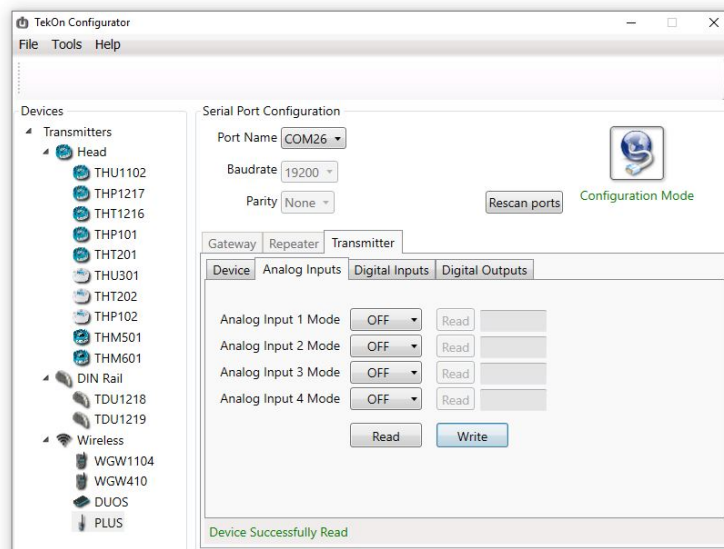 TekOn Configurator
File Tools Help
Devices
Transmitters
Head
THU1102
THP1217
THT1216
THP101
THT201
THU301
THT202
THP102
THM501
THM601
DIN Rail
TDU1218
TDU1219
Wireless
WGW1104
WGW410
DUOS
PLUS
Serial Port Configuration
Port Name COM26
Baudrate 19200
Parity None
Rescan ports
Configuration Mode
Gateway Repeater Transmitter
Device Analog Inputs Digital Inputs Digital Outputs
Analog Input 1 Mode OFF Read
Analog Input 2 Mode OFF Read
Analog Input 3 Mode OFF Read
Analog Input 4 Mode OFF Read
Read Write
Device Successfully Read